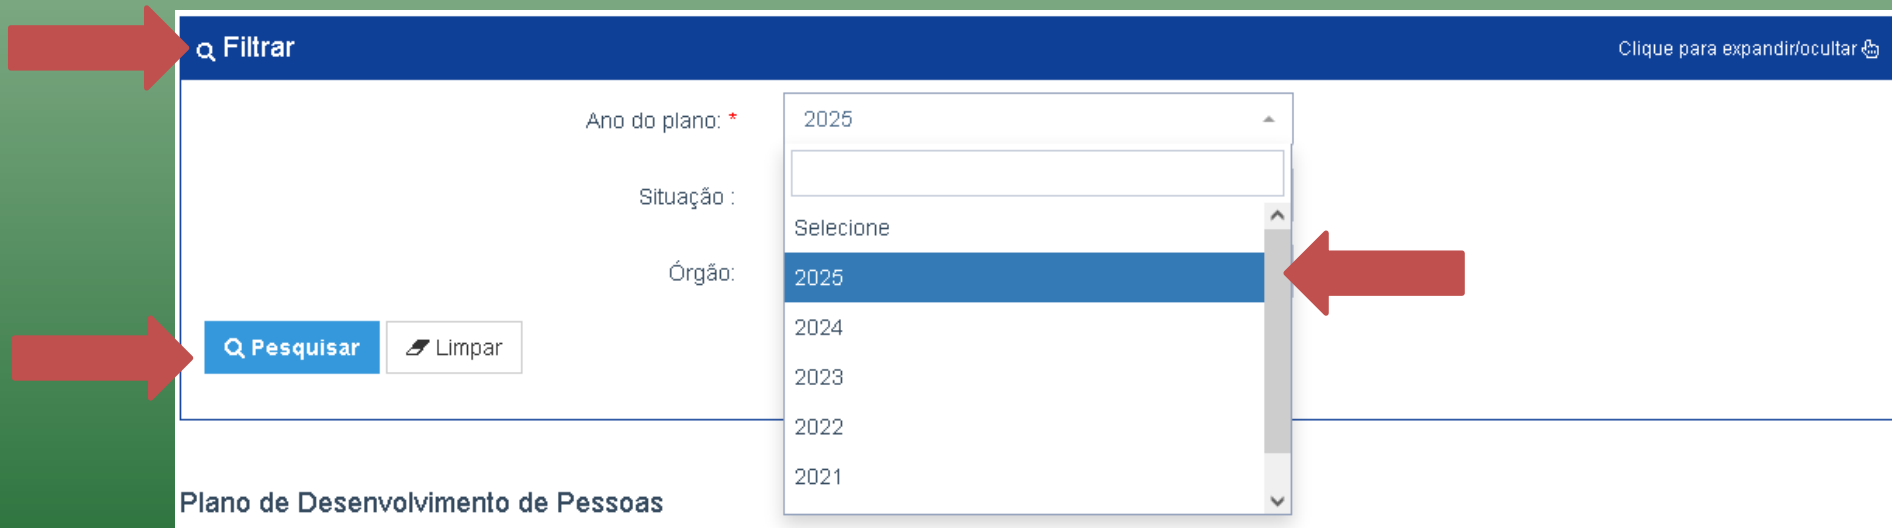 Filtrar
Clique para expandir/ocultar
Ano do plano: *
2025
Situação :
Selecione
Órgão:
2025
2024
Pesquisar
Limpar
2023
2022
2021
Plano de Desenvolvimento de Pessoas